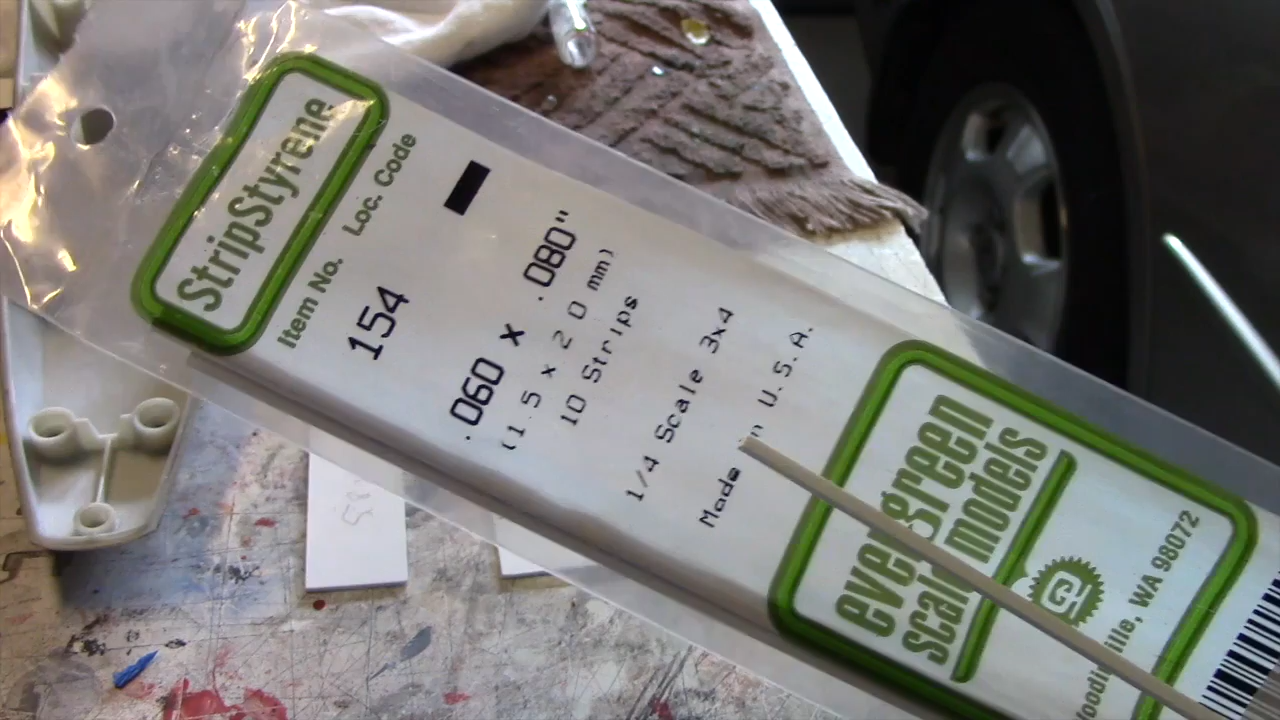 StripStyrene
Item No. Loc. Code
154
.060 x .080"
(1.5 x 2.0 mm)
10 Strips
1/4 Scale 3x4
Made U.S.A.
evergreen
scale models
WA 98072